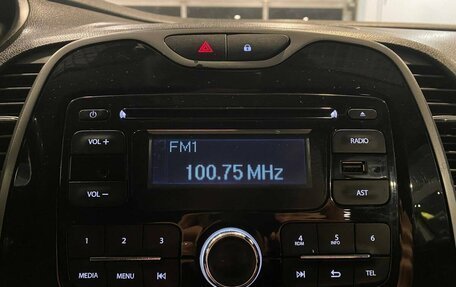 VOL +
FM1
100.75 MHz
RADIO
VOL −
AST
1 2 3
4 RDM 5 INFO 6
MEDIA MENU
TEL